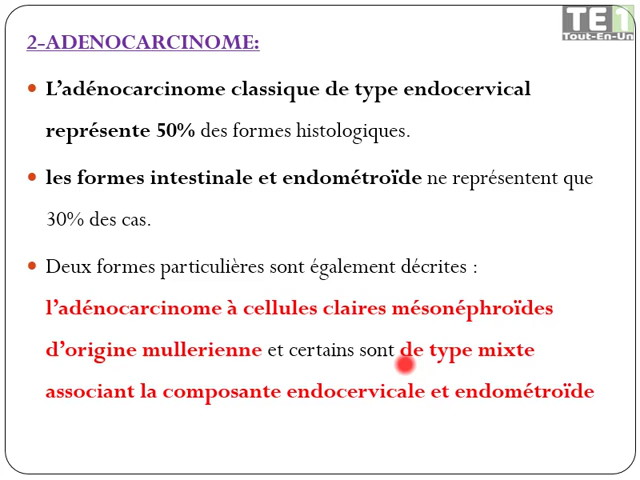 TE1
Tout-En-Un
2-ADENOCARCINOME:
• L'adénocarcinome classique de type endocervical
représente 50% des formes histologiques.
• les formes intestinale et endométroïde ne représentent que
30% des cas.
• Deux formes particulières sont également décrites :
l'adénocarcinome à cellules claires mésonéphroïdes
d'origine mullerienne et certains sont de type mixte
associant la composante endocervicale et endométroïde